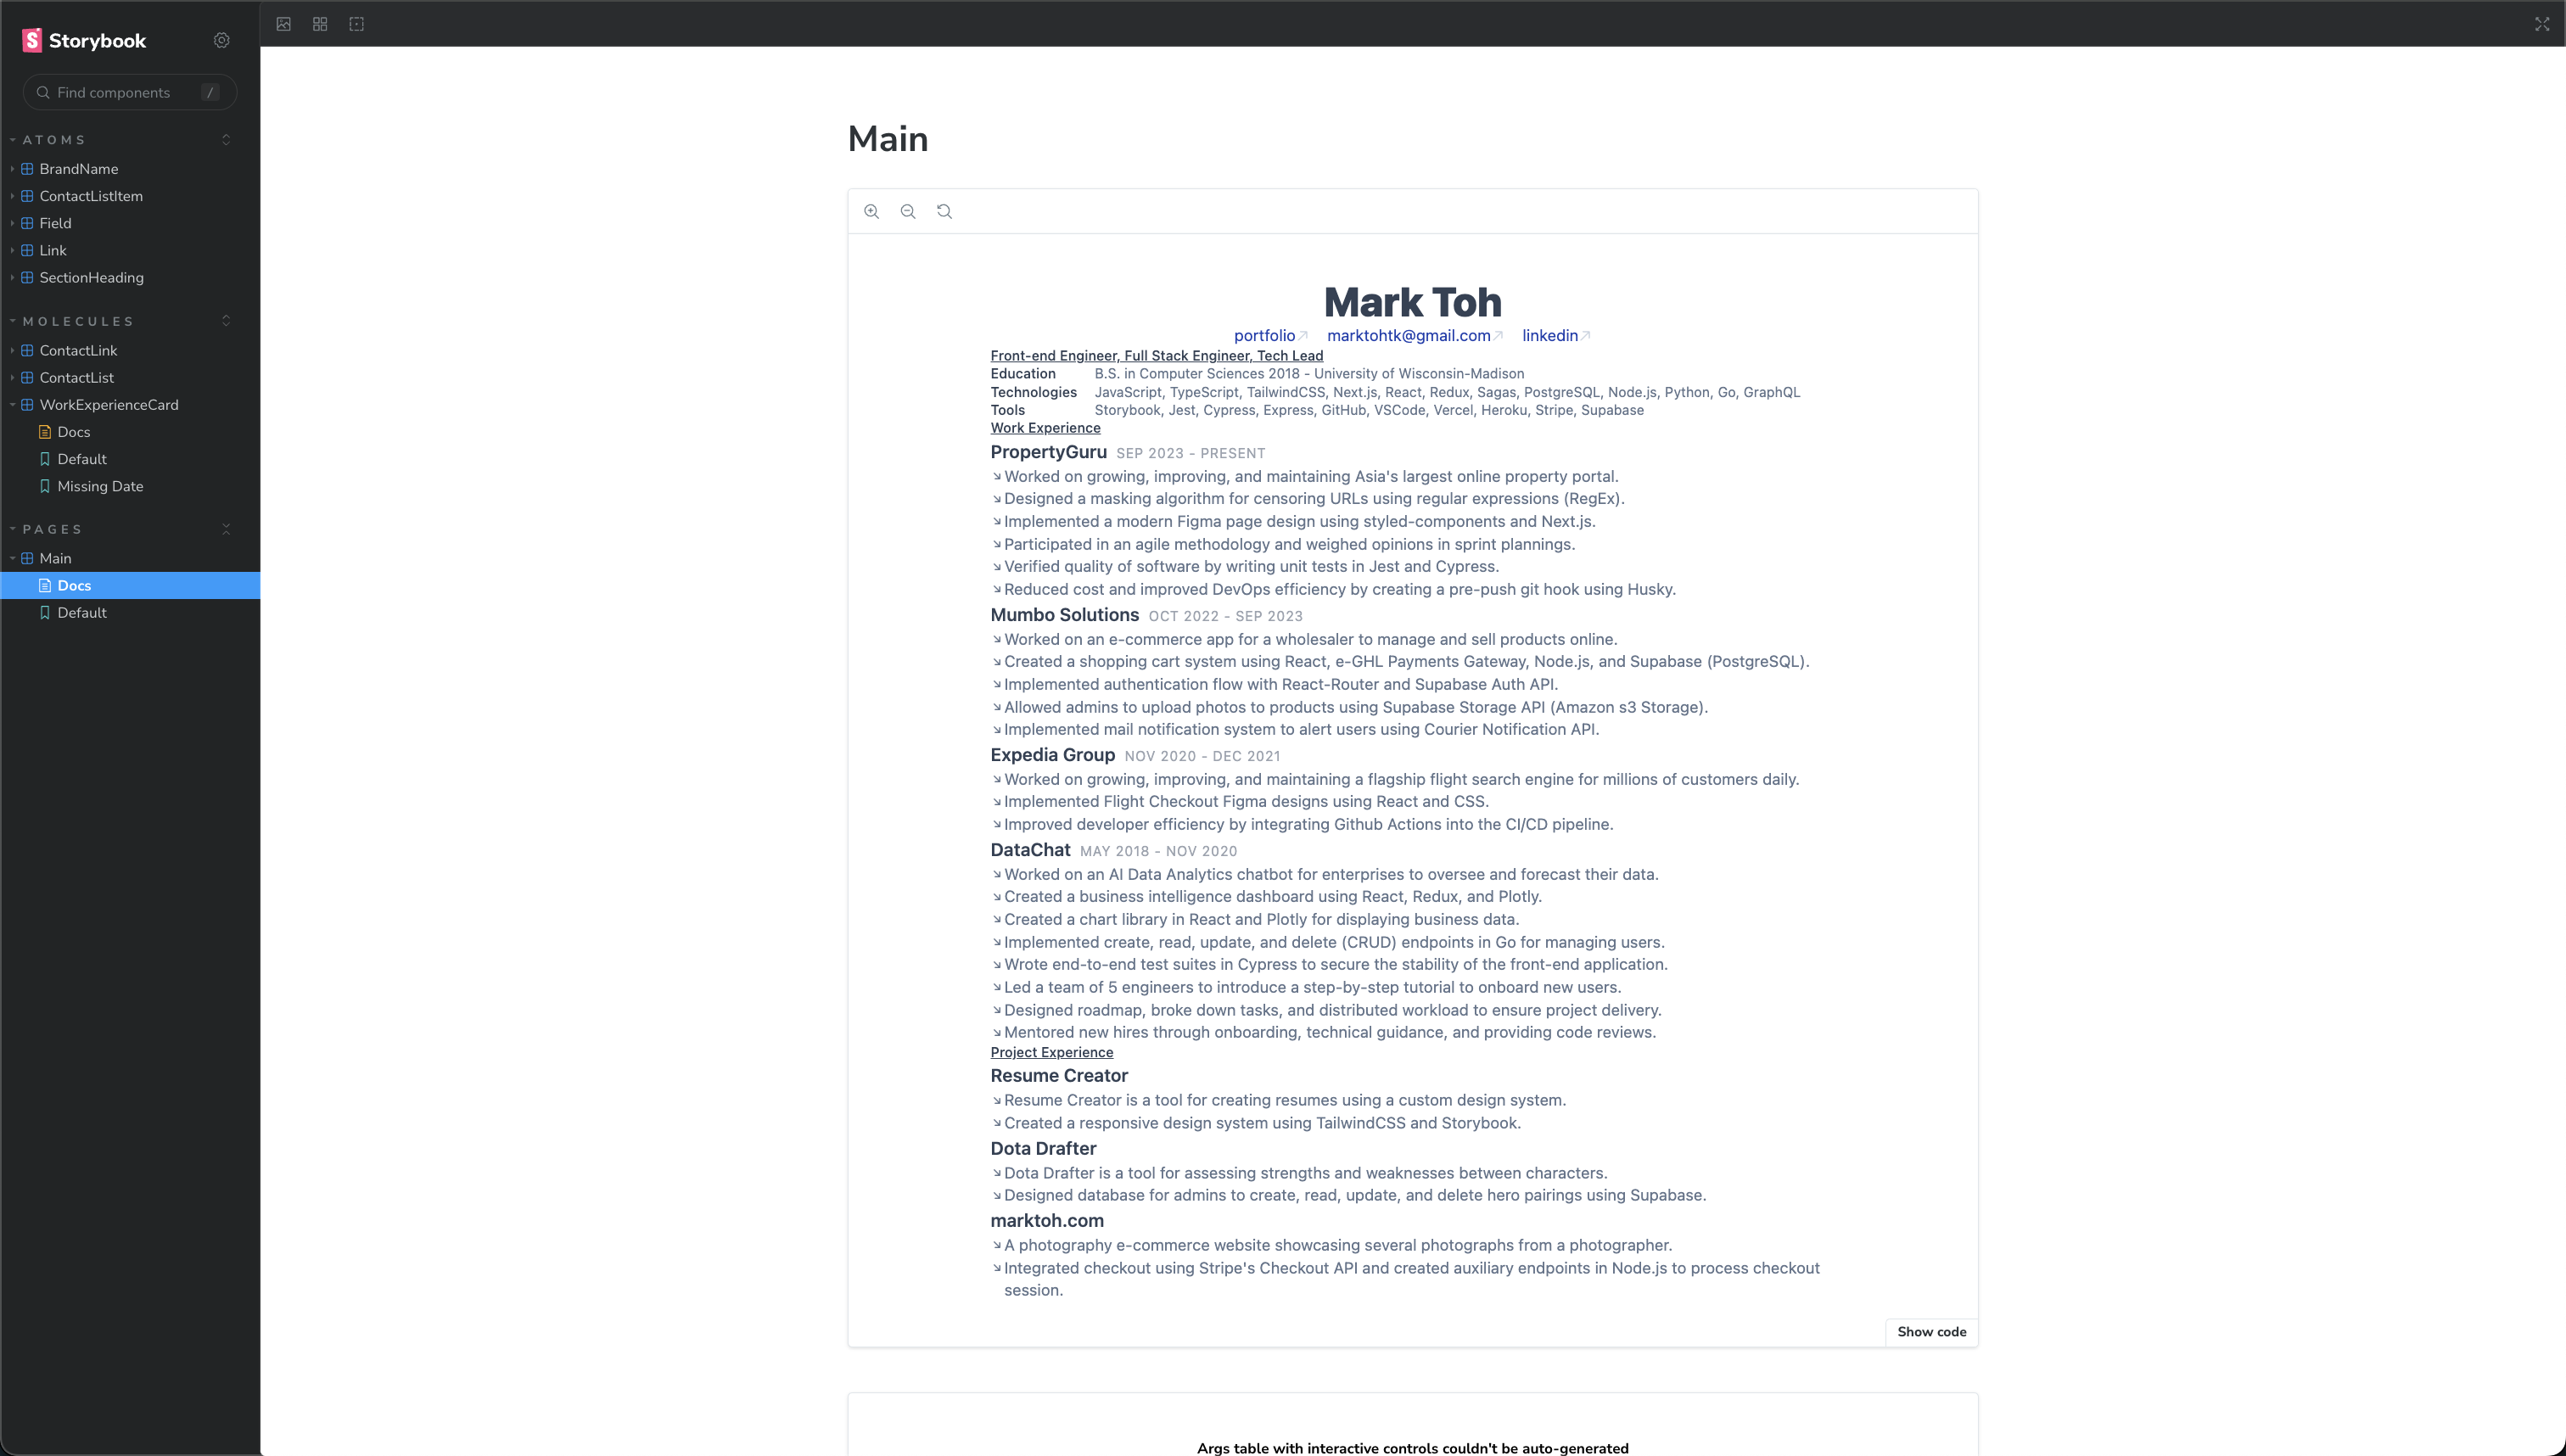 Storybook
Find components /
ATOMS
BrandName
ContactListItem
Field
Link
SectionHeading
MOLECULES
ContactLink
ContactList
WorkExperienceCard
Docs
Default
Missing Date
PAGES
Main
Docs
Default
Main
Mark Toh
portfolio marktohtk@gmail.com linkedin
Front-end Engineer, Full Stack Engineer, Tech Lead
Education B.S. in Computer Sciences 2018 - University of Wisconsin-Madison
Technologies JavaScript, TypeScript, TailwindCSS, Next.js, React, Redux, Sagas, PostgreSQL, Node.js, Python, Go, GraphQL
Tools Storybook, Jest, Cypress, Express, GitHub, VSCode, Vercel, Heroku, Stripe, Supabase
Work Experience
PropertyGuru SEP 2023 - PRESENT
Worked on growing, improving, and maintaining Asia's largest online property portal.
Designed a masking algorithm for censoring URLs using regular expressions (RegEx).
Implemented a modern Figma page design using styled-components and Next.js.
Participated in an agile methodology and weighed opinions in sprint plannings.
Verified quality of software by writing unit tests in Jest and Cypress.
Reduced cost and improved DevOps efficiency by creating a pre-push git hook using Husky.
Mumbo Solutions OCT 2022 - SEP 2023
Worked on an e-commerce app for a wholesaler to manage and sell products online.
Created a shopping cart system using React, e-GHL Payments Gateway, Node.js, and Supabase (PostgreSQL).
Implemented authentication flow with React-Router and Supabase Auth API.
Allowed admins to upload photos to products using Supabase Storage API (Amazon s3 Storage).
Implemented mail notification system to alert users using Courier Notification API.
Expedia Group NOV 2020 - DEC 2021
Worked on growing, improving, and maintaining a flagship flight search engine for millions of customers daily.
Implemented Flight Checkout Figma designs using React and CSS.
Improved developer efficiency by integrating Github Actions into the CI/CD pipeline.
DataChat MAY 2018 - NOV 2020
Worked on an AI Data Analytics chatbot for enterprises to oversee and forecast their data.
Created a business intelligence dashboard using React, Redux, and Plotly.
Created a chart library in React and Plotly for displaying business data.
Implemented create, read, update, and delete (CRUD) endpoints in Go for managing users.
Wrote end-to-end test suites in Cypress to secure the stability of the front-end application.
Led a team of 5 engineers to introduce a step-by-step tutorial to onboard new users.
Designed roadmap, broke down tasks, and distributed workload to ensure project delivery.
Mentored new hires through onboarding, technical guidance, and providing code reviews.
Project Experience
Resume Creator
Resume Creator is a tool for creating resumes using a custom design system.
Created a responsive design system using TailwindCSS and Storybook.
Dota Drafter
Dota Drafter is a tool for assessing strengths and weaknesses between characters.
Designed database for admins to create, read, update, and delete hero pairings using Supabase.
marktoh.com
A photography e-commerce website showcasing several photographs from a photographer.
Integrated checkout using Stripe's Checkout API and created auxiliary endpoints in Node.js to process checkout
session.
Show code
Args table with interactive controls couldn't be auto-generated